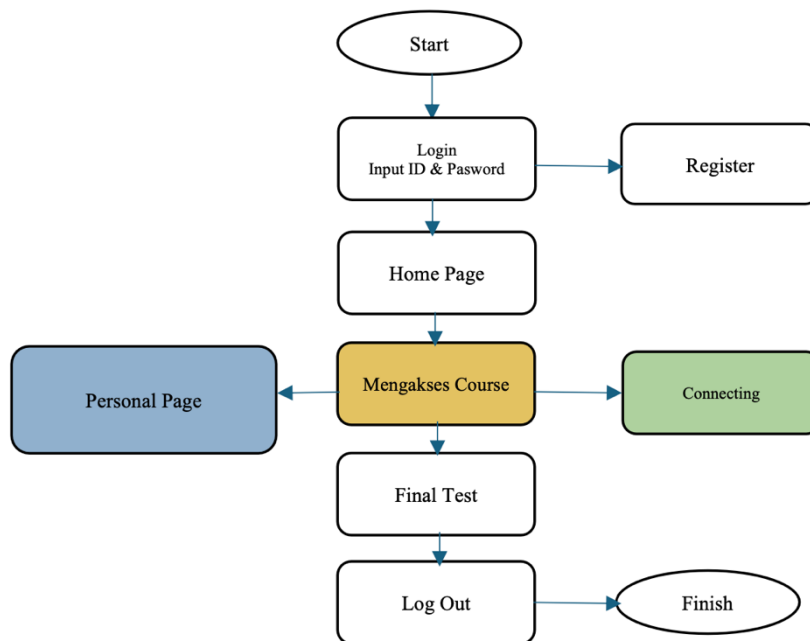 Start
Login
Input ID & Pasword
Register
Home Page
Personal Page
Mengakses Course
Connecting
Final Test
Log Out
Finish